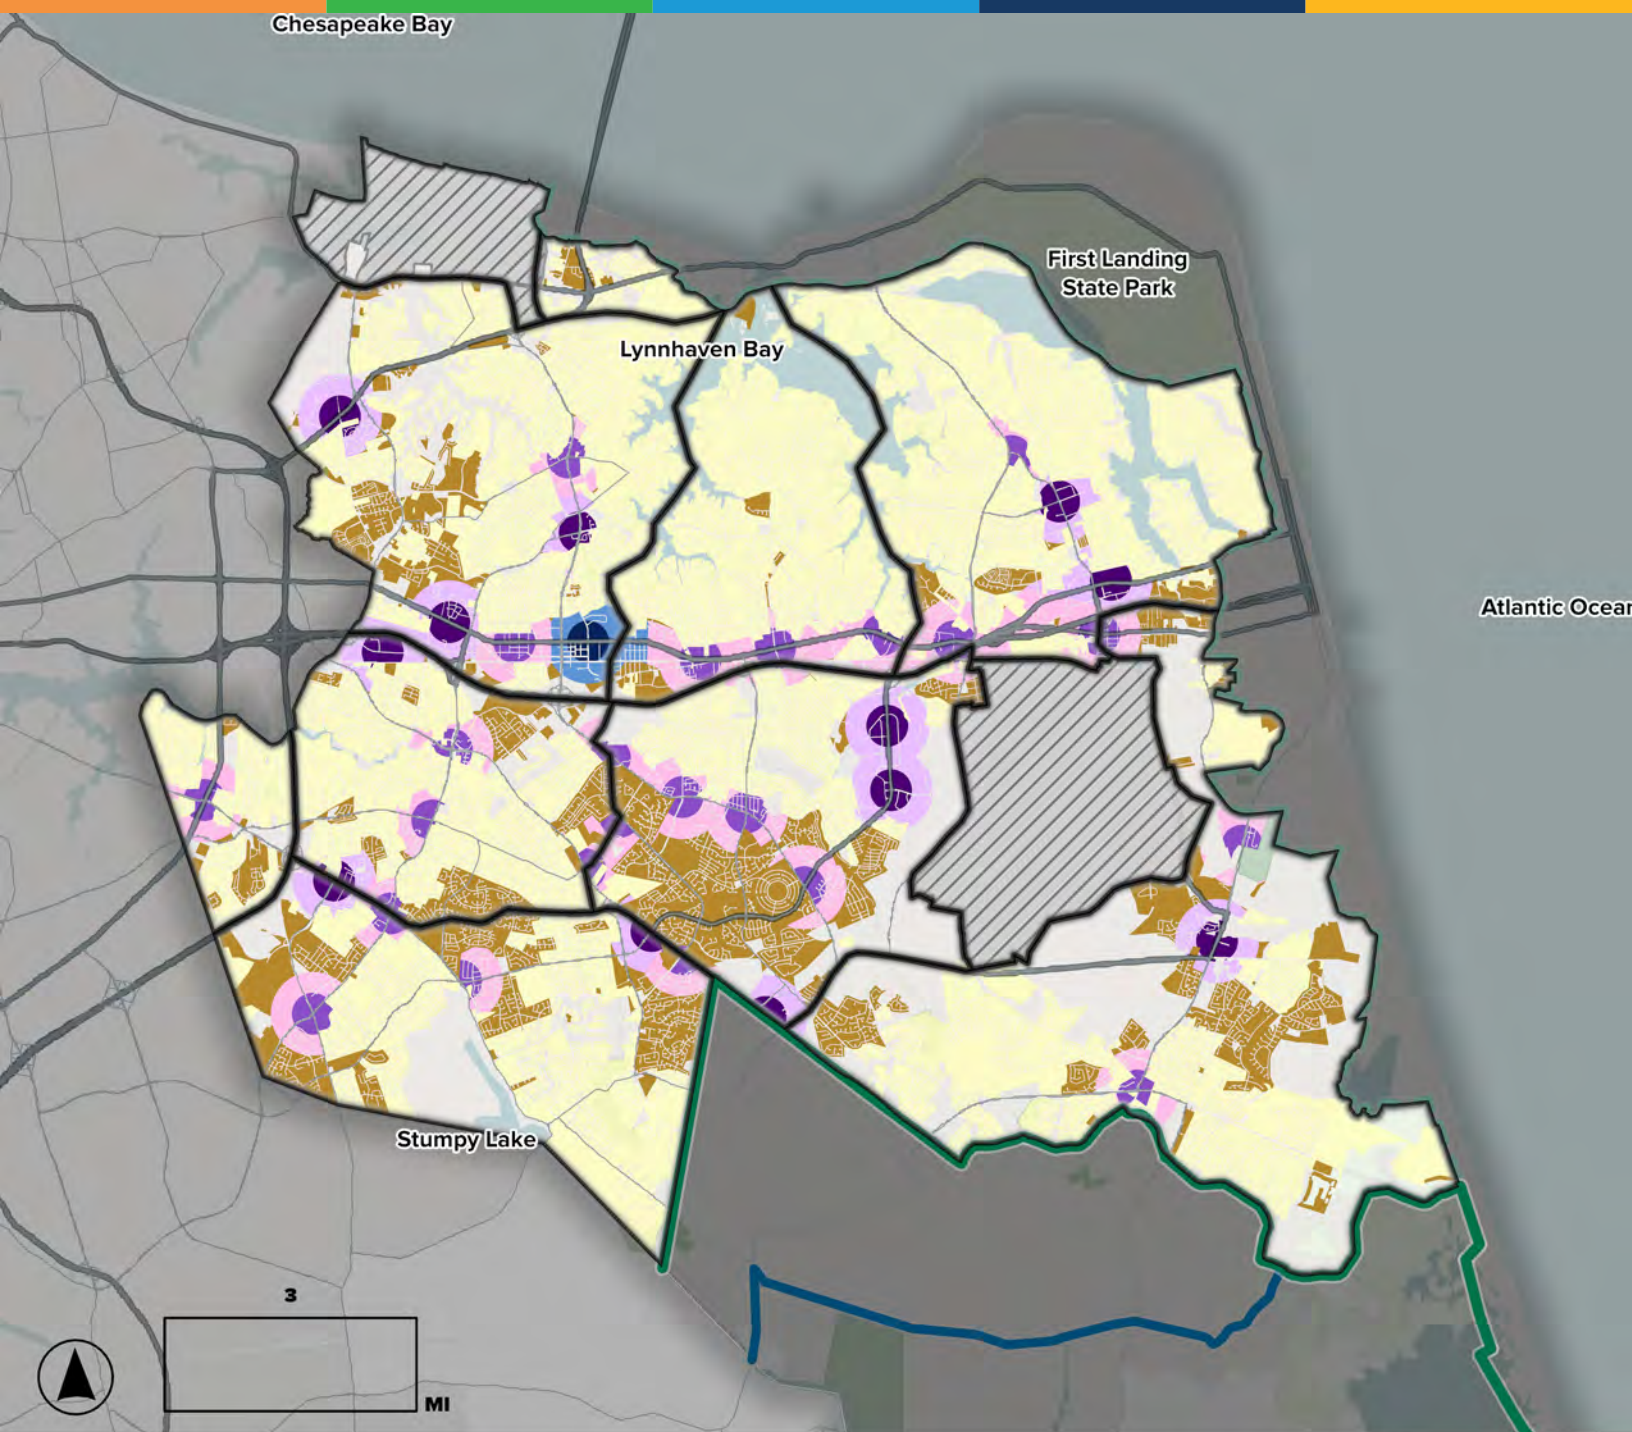 Chesapeake Bay
First Landing
State Park
Lynnhaven Bay
Atlantic Ocean
Stumpy Lake
3
MI